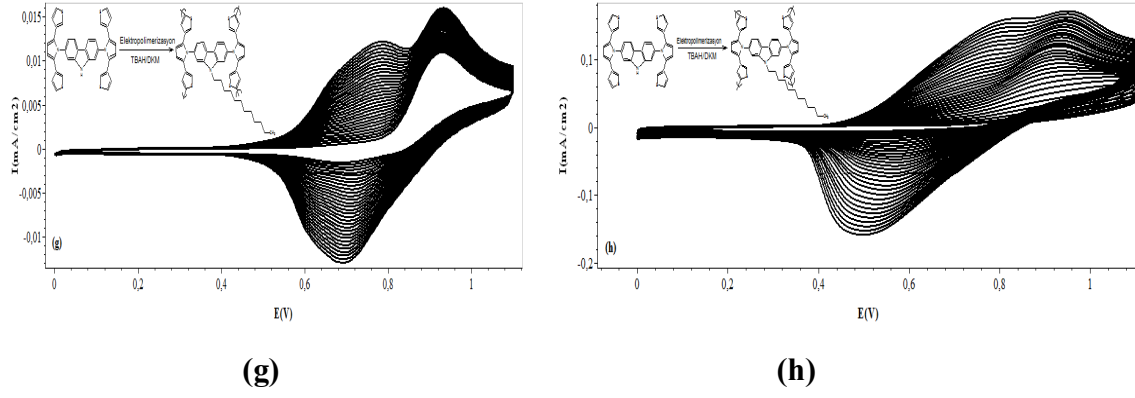 0,015
0,01
0,005
0
-0,005
-0,01
I(mA/cm2)
Elektropolimerizasyon
TBAH/DKM
(g)
0 0,2 0,4 0,6 0,8 1
E(V)
0,1
0
-0,1
-0,2
I(mA/cm2)
Elektropolimerizasyon
TBAH/DKM
(h)
0 0,2 0,4 0,6 0,8 1
E(V)
(g) (h)